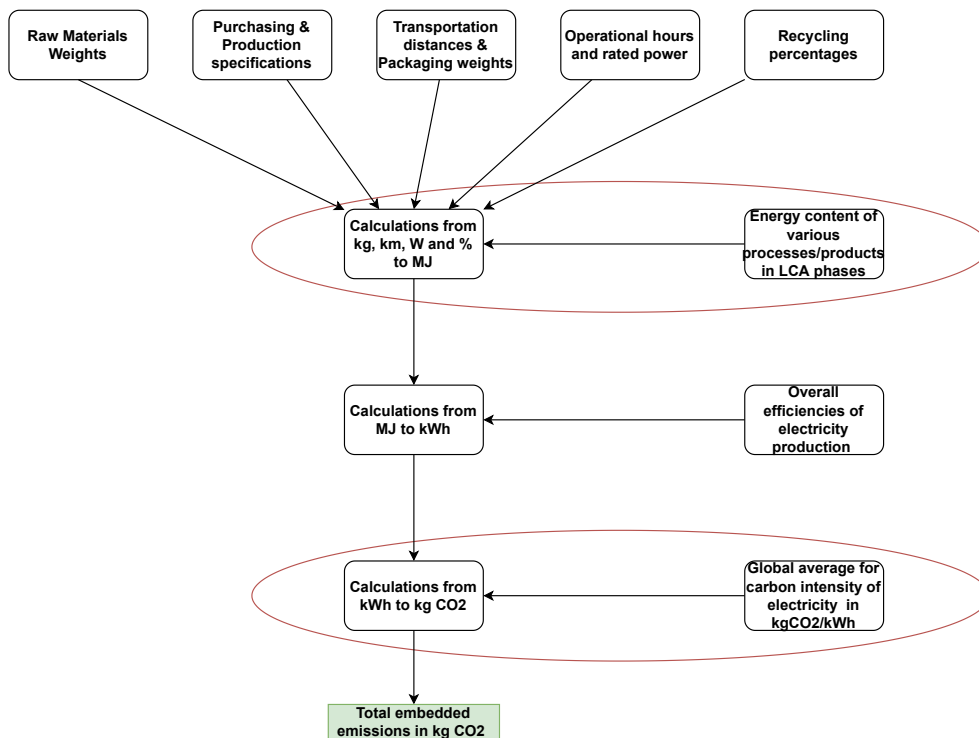 Raw Materials
Weights
Purchasing &
Production
specifications
Transportation
distances &
Packaging weights
Operational hours
and rated power
Recycling
percentages
Calculations from
kg, km, W and %
to MJ
Energy content of
various
processes/products
in LCA phases
Calculations from
MJ to kWh
Overall
efficiencies of
electricity
production
Calculations from
kWh to kg CO2
Global average for
carbon intensity of
electricity in
kgCO2/kWh
Total embedded
emissions in kg CO2